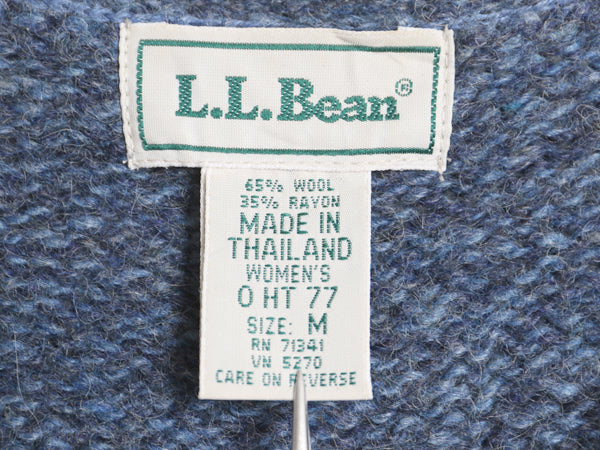 L.L.Bean®
65% WOOL
35% RAYON
MADE IN
THAILAND
WOMEN'S
0 HT 77
SIZE: M
RN 71341
VN 5270
CARE ON REVERSE